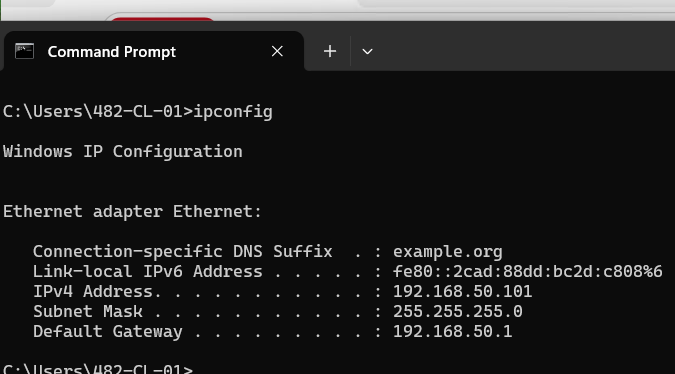 Command Prompt
C:\Users\482-CL-01>ipconfig
Windows IP Configuration
Ethernet adapter Ethernet:
Connection-specific DNS Suffix  . : example.org
Link-local IPv6 Address . . . . . : fe80::2cad:88dd:bc2d:c808%6
IPv4 Address. . . . . . . . . . . : 192.168.50.101
Subnet Mask . . . . . . . . . . . : 255.255.255.0
Default Gateway . . . . . . . . . : 192.168.50.1
C:\Users\482-CL-01>